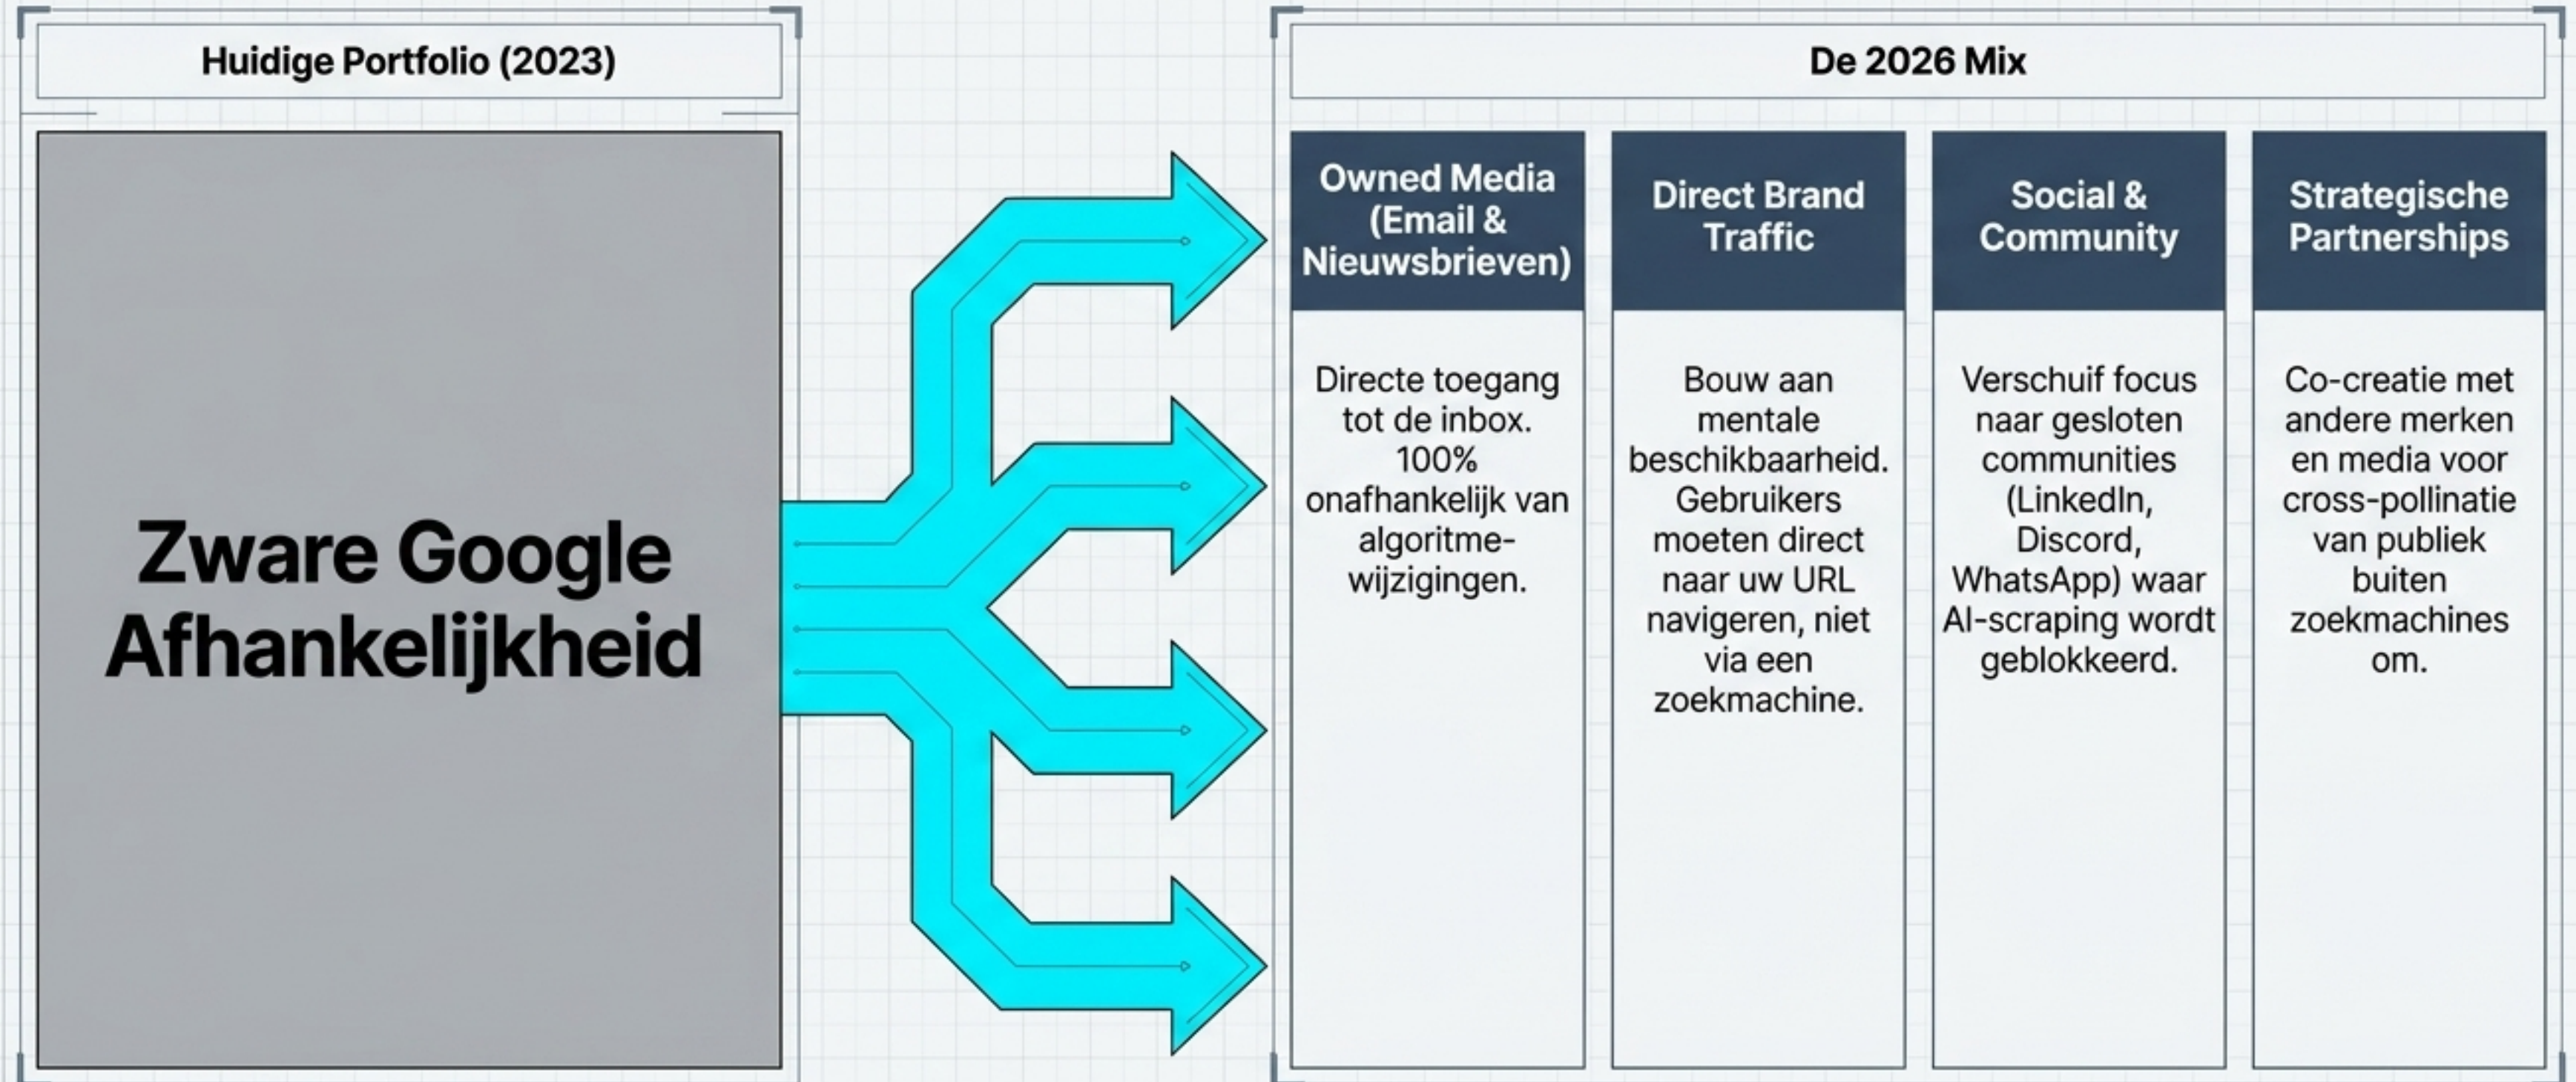 Huidige Portfolio (2023)
Zware Google
Afhankelijkheid
De 2026 Mix
Owned Media
(Email &
Nieuwsbrieven)
Directe toegang
tot de inbox.
100%
onafhankelijk van
algoritme-
wijzigingen.
Direct Brand
Traffic
Bouw aan
mentale
beschikbaarheid.
Gebruikers
moeten direct
naar uw URL
navigeren, niet
via een
zoekmachine.
Social &
Community
Verschuif focus
naar gesloten
communities
(LinkedIn,
Discord,
WhatsApp) waar
AI-scraping wordt
geblokkeerd.
Strategische
Partnerships
Co-creatie met
andere merken
en media voor
cross-pollinatie
van publiek
buiten
zoekmachines
om.